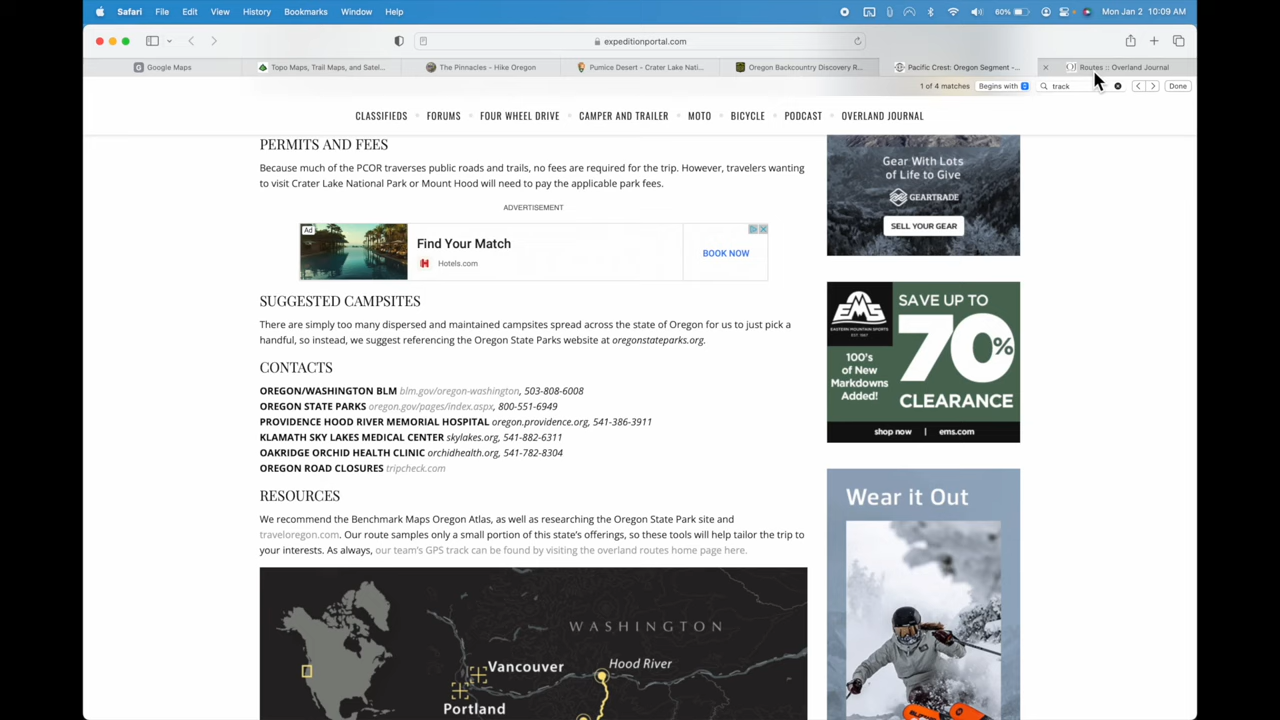 Safari File Edit View History Bookmarks Window Help 60% Mon Jan 2 10:09 AM
expeditionportal.com
Google Maps Topo Maps, Trail Maps, and Satel... The Pinnacles - Hike Oregon Pumice Desert - Crater Lake Nati... Oregon Backcountry Discovery R... Pacific Crest: Oregon Segment -... Routes :: Overland Journal
1 of 4 matches Begins with track Done
CLASSIFIEDS FORUMS FOUR WHEEL DRIVE CAMPER AND TRAILER MOTO BICYCLE PODCAST OVERLAND JOURNAL
PERMITS AND FEES
Because much of the PCOR traverses public roads and trails, no fees are required for the trip. However, travelers wanting
to visit Crater Lake National Park or Mount Hood will need to pay the applicable park fees.
ADVERTISEMENT
Ad
Find Your Match
Hotels.com
BOOK NOW
SUGGESTED CAMPSITES
There are simply too many dispersed and maintained campsites spread across the state of Oregon for us to just pick a
handful, so instead, we suggest referencing the Oregon State Parks website at oregonstateparks.org.
CONTACTS
OREGON/WASHINGTON BLM blm.gov/oregon-washington, 503-808-6008
OREGON STATE PARKS oregon.gov/pages/index.aspx, 800-551-6949
PROVIDENCE HOOD RIVER MEMORIAL HOSPITAL oregon.providence.org, 541-386-3911
KLAMATH SKY LAKES MEDICAL CENTER skylakes.org, 541-882-6311
OAKRIDGE ORCHID HEALTH CLINIC orchidhealth.org, 541-782-8304
OREGON ROAD CLOSURES tripcheck.com
RESOURCES
We recommend the Benchmark Maps Oregon Atlas, as well as researching the Oregon State Park site and
traveloregon.com. Our route samples only a small portion of this state's offerings, so these tools will help tailor the trip to
your interests. As always, our team's GPS track can be found by visiting the overland routes home page here.
WASHINGTON
Vancouver
Hood River
Portland
Gear With Lots
of Life to Give
GEARTRADE
SELL YOUR GEAR
EMS
EASTERN MOUNTAIN SPORTS
EST. 1967
SAVE UP TO
70%
100's
of New
Markdowns
Added!
CLEARANCE
shop now | ems.com
Wear it Out